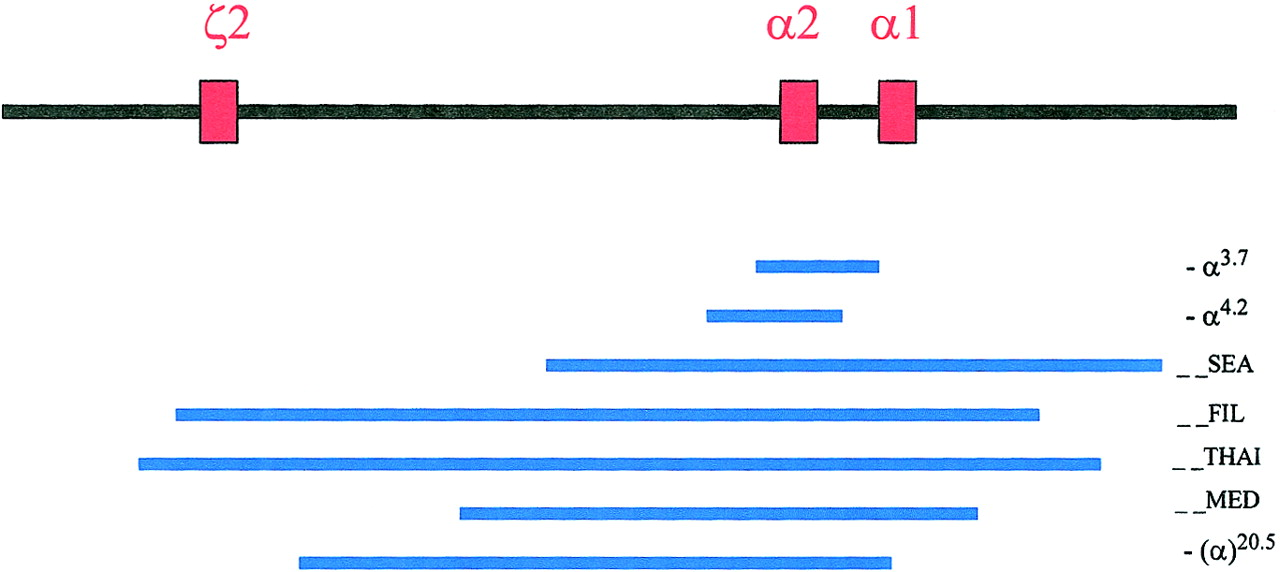 ζ2 α2 α1
- α3.7
- α4.2
_ _SEA
_ _FIL
_ _THAI
_ _MED
- (α)20.5